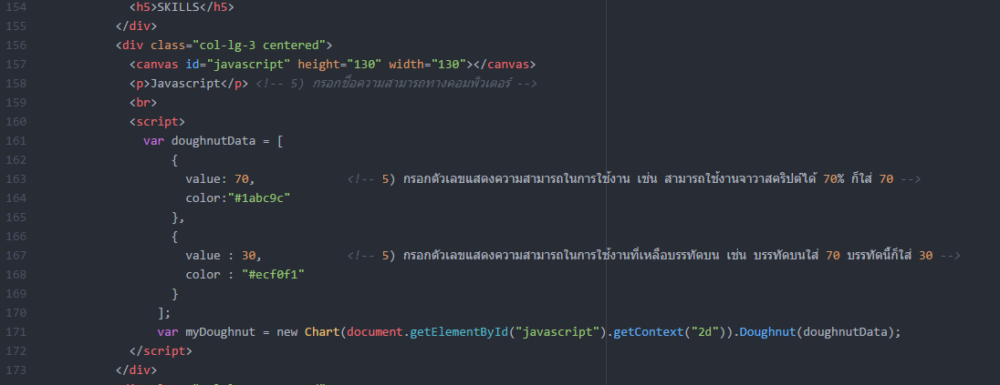 154 <h5>SKILLS</h5>
155 </div>
156 <div class="col-lg-3 centered">
157 <canvas id="javascript" height="130" width="130"></canvas>
158 <p>Javascript</p> <!-- 5) กรอกชื่อความสามารถทางคอมพิวเตอร์ -->
159 <br>
160 <script>
161 var doughnutData = [
162 {
163 value: 70, <!-- 5) กรอกตัวเลขแสดงความสามารถในการใช้งาน เช่น สามารถใช้งานจาวาสคริปต์ได้ 70% ก็ใส่ 70 -->
164 color:"#1abc9c"
165 },
166 {
167 value : 30, <!-- 5) กรอกตัวเลขแสดงความสามารถในการใช้งานที่เหลือบรรทัดบน เช่น บรรทัดบนใส่ 70 บรรทัดนี้ก็ใส่ 30 -->
168 color : "#ecf0f1"
169 }
170 ];
171 var myDoughnut = new Chart(document.getElementById("javascript").getContext("2d")).Doughnut(doughnutData);
172 </script>
173 </div>